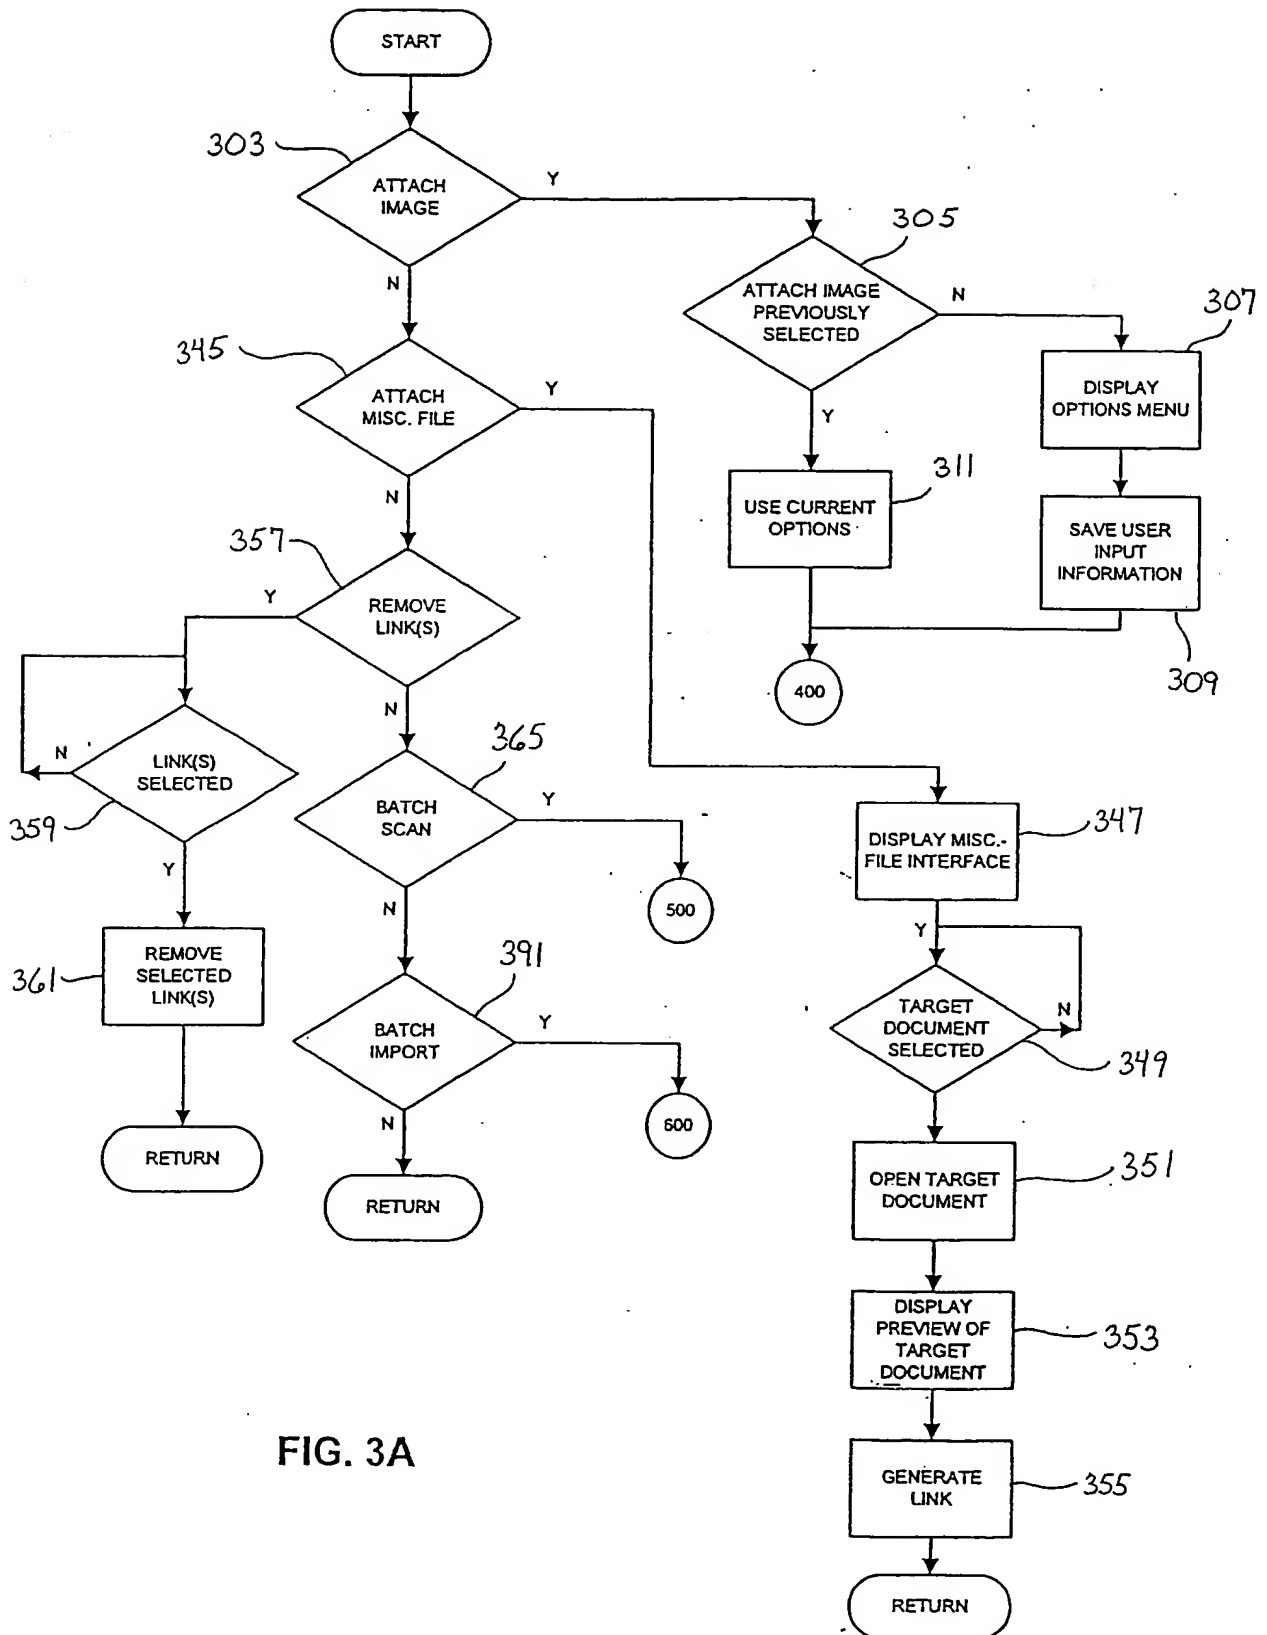 START
303
ATTACH
IMAGE
Y
N
305
ATTACH IMAGE
PREVIOUSLY
SELECTED
N
Y
307
DISPLAY
OPTIONS MENU
345
ATTACH
MISC. FILE
Y
N
311
USE CURRENT
OPTIONS
SAVE USER
INPUT
INFORMATION
309
400
357
REMOVE
LINK(S)
Y
N
LINK(S)
SELECTED
N
359
Y
365
BATCH
SCAN
Y
N
500
347
DISPLAY MISC.-
FILE INTERFACE
Y
361
REMOVE
SELECTED
LINK(S)
391
BATCH
IMPORT
Y
N
600
TARGET
DOCUMENT
SELECTED
N
349
RETURN
RETURN
OPEN TARGET
DOCUMENT
351
DISPLAY
PREVIEW OF
TARGET
DOCUMENT
353
FIG. 3A
GENERATE
LINK
355
RETURN